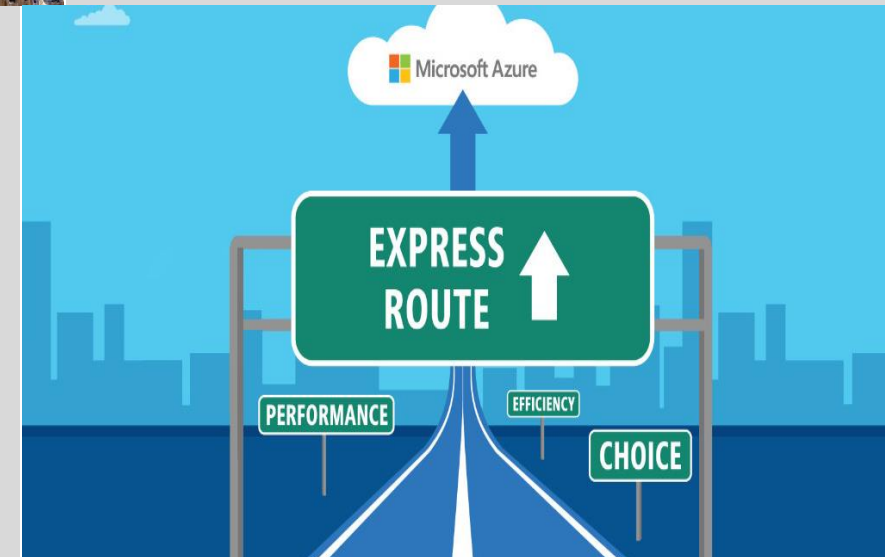 Microsoft Azure
EXPRESS
ROUTE
PERFORMANCE
EFFICIENCY
CHOICE